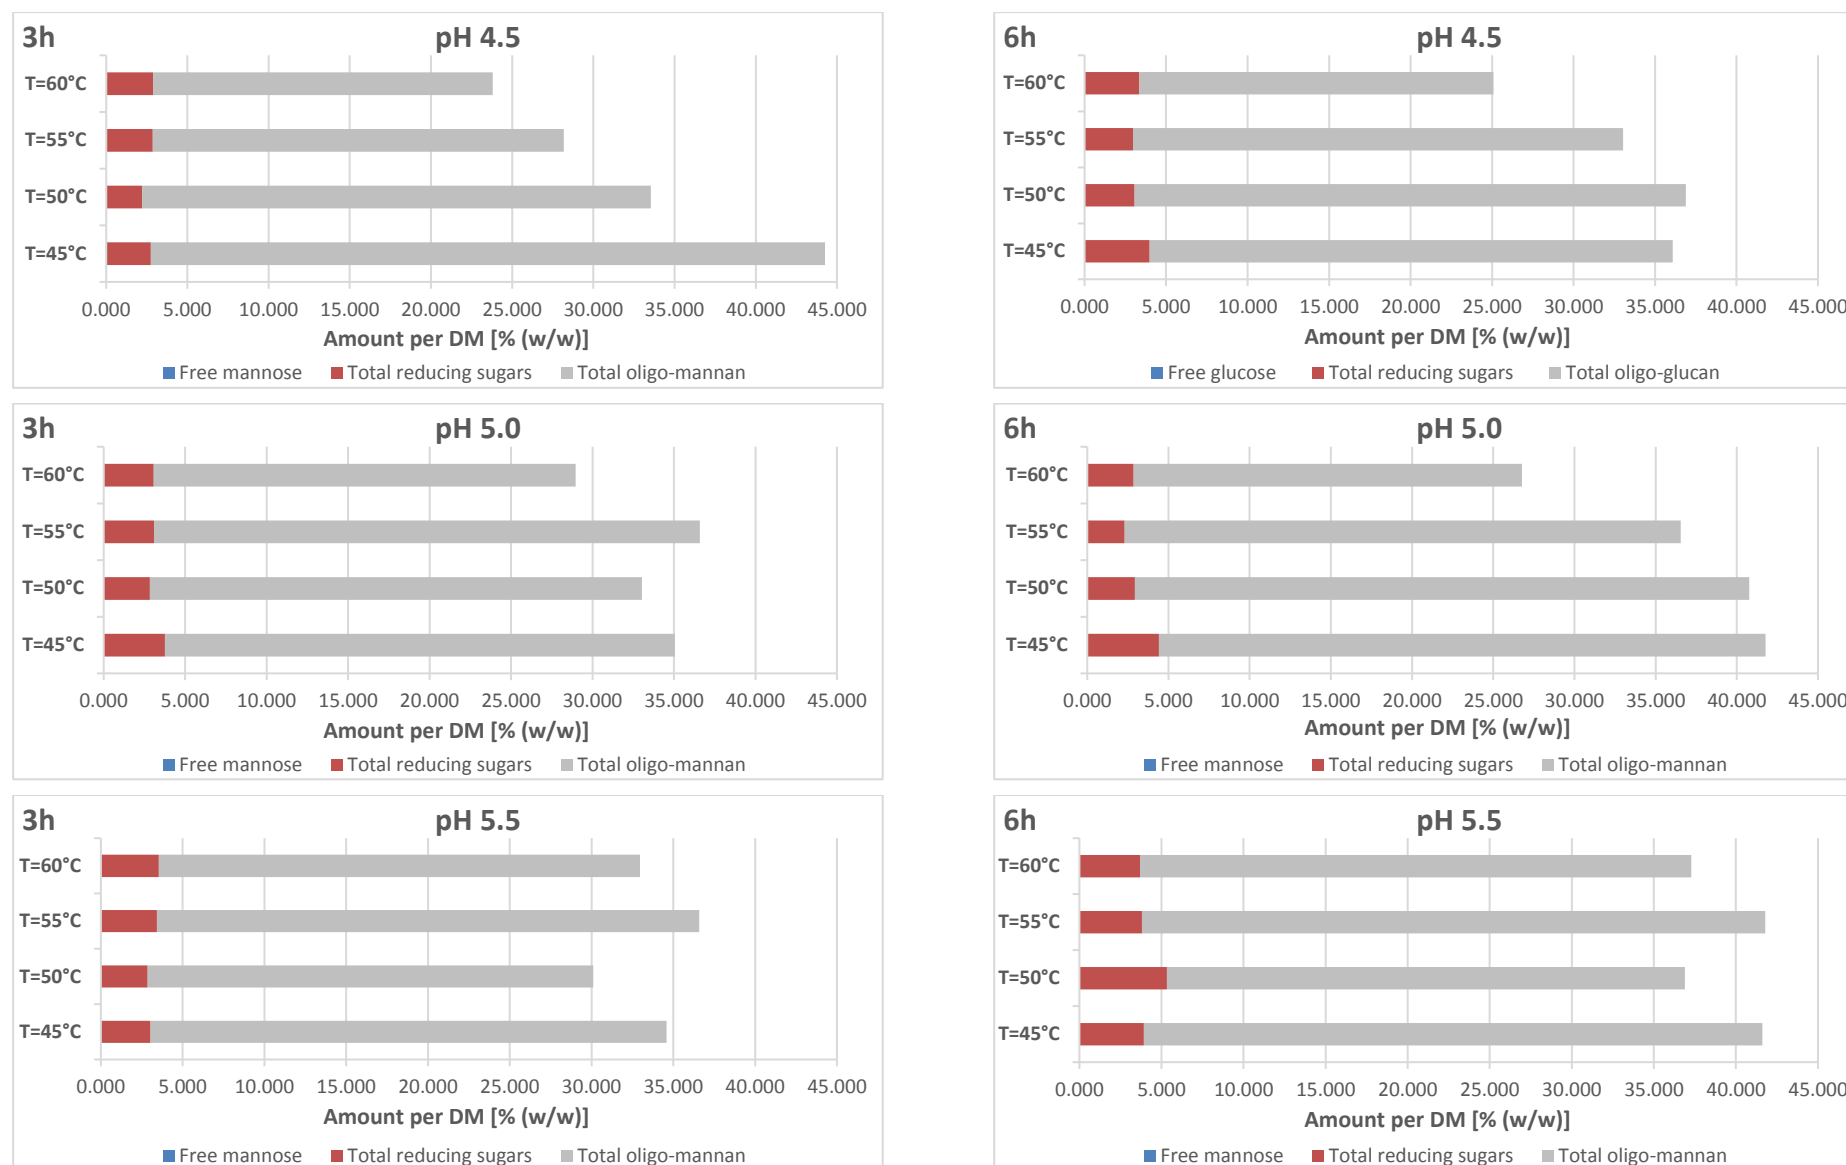 3h pH 4.5
T=60°C
T=55°C
T=50°C
T=45°C
0.000 5.000 10.000 15.000 20.000 25.000 30.000 35.000 40.000 45.000
Amount per DM [% (w/w)]
Free mannose Total reducing sugars Total oligo-mannan
6h pH 4.5
T=60°C
T=55°C
T=50°C
T=45°C
0.000 5.000 10.000 15.000 20.000 25.000 30.000 35.000 40.000 45.000
Amount per DM [% (w/w)]
Free glucose Total reducing sugars Total oligo-glucan
3h pH 5.0
T=60°C
T=55°C
T=50°C
T=45°C
0.000 5.000 10.000 15.000 20.000 25.000 30.000 35.000 40.000 45.000
Amount per DM [% (w/w)]
Free mannose Total reducing sugars Total oligo-mannan
6h pH 5.0
T=60°C
T=55°C
T=50°C
T=45°C
0.000 5.000 10.000 15.000 20.000 25.000 30.000 35.000 40.000 45.000
Amount per DM [% (w/w)]
Free mannose Total reducing sugars Total oligo-mannan
3h pH 5.5
T=60°C
T=55°C
T=50°C
T=45°C
0.000 5.000 10.000 15.000 20.000 25.000 30.000 35.000 40.000 45.000
Amount per DM [% (w/w)]
Free mannose Total reducing sugars Total oligo-mannan
6h pH 5.5
T=60°C
T=55°C
T=50°C
T=45°C
0.000 5.000 10.000 15.000 20.000 25.000 30.000 35.000 40.000 45.000
Amount per DM [% (w/w)]
Free mannose Total reducing sugars Total oligo-mannan